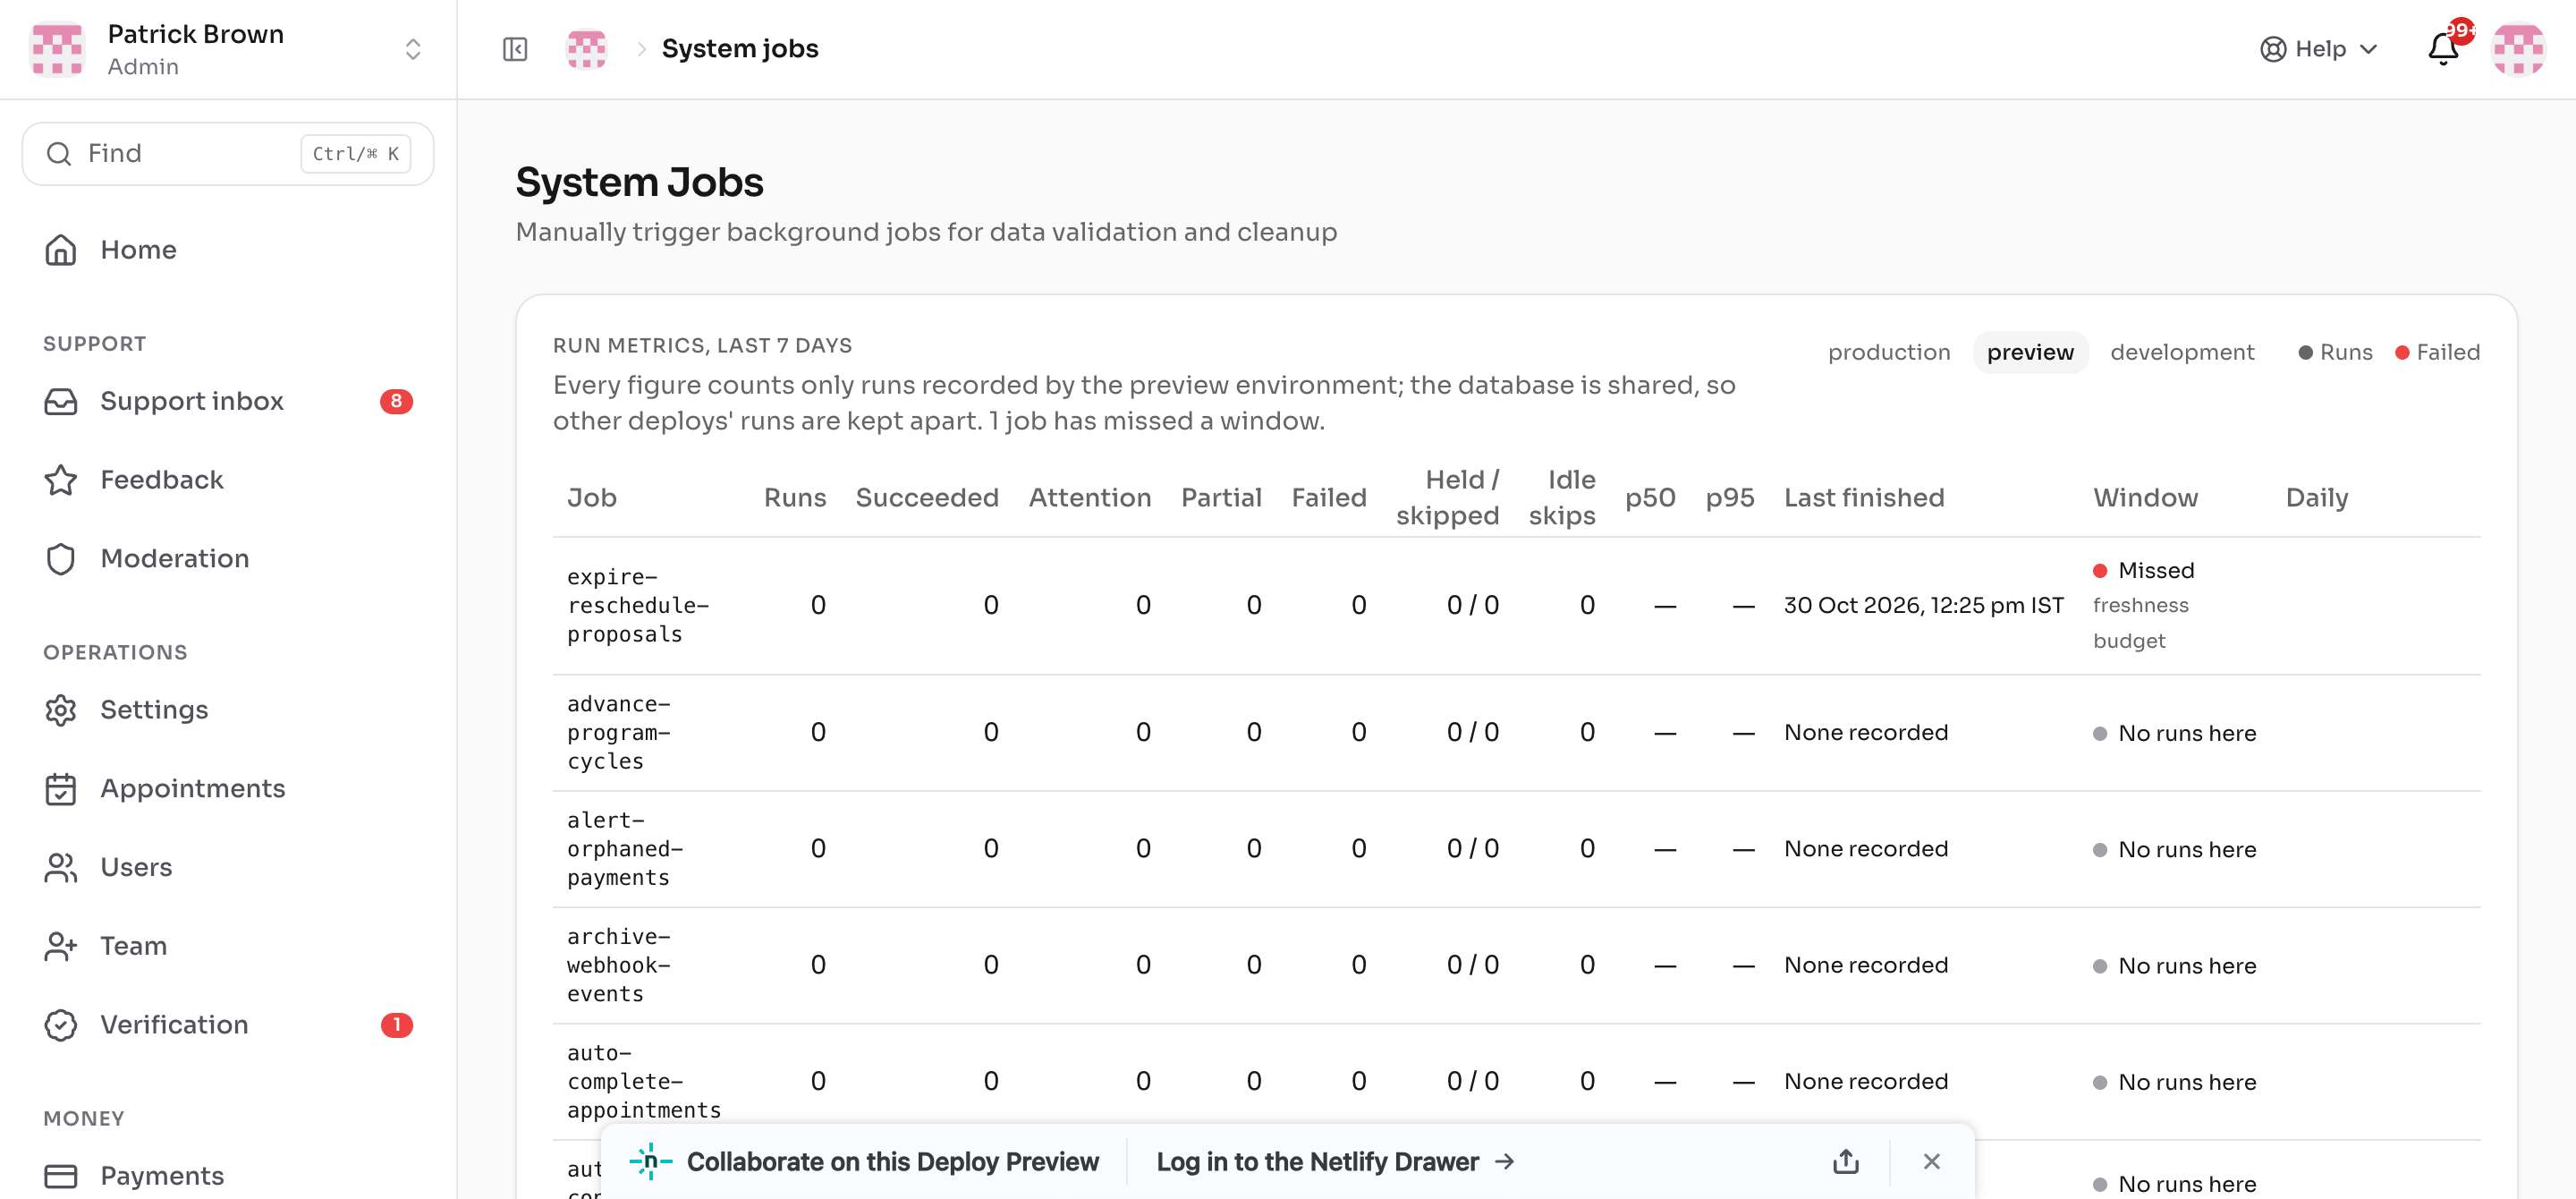 Patrick Brown
Admin
System jobs
Help
99+
Find
Ctrl/⌘ K
Home
SUPPORT
Support inbox
8
Feedback
Moderation
OPERATIONS
Settings
Appointments
Users
Team
Verification
1
MONEY
Payments
System Jobs
Manually trigger background jobs for data validation and cleanup
RUN METRICS, LAST 7 DAYS
production preview development Runs Failed
Every figure counts only runs recorded by the preview environment; the database is shared, so
other deploys' runs are kept apart. 1 job has missed a window.
Job Runs Succeeded Attention Partial Failed Held / skipped Idle skips p50 p95 Last finished Window Daily
expire-
reschedule-
proposals
0 0 0 0 0 0 / 0 0 — — 30 Oct 2026, 12:25 pm IST
Missed
freshness
budget
advance-
program-
cycles
0 0 0 0 0 0 / 0 0 — — None recorded No runs here
alert-
orphaned-
payments
0 0 0 0 0 0 / 0 0 — — None recorded No runs here
archive-
webhook-
events
0 0 0 0 0 0 / 0 0 — — None recorded No runs here
auto-
complete-
appointments
0 0 0 0 0 0 / 0 0 — — None recorded No runs here
No runs here
Collaborate on this Deploy Preview
Log in to the Netlify Drawer →